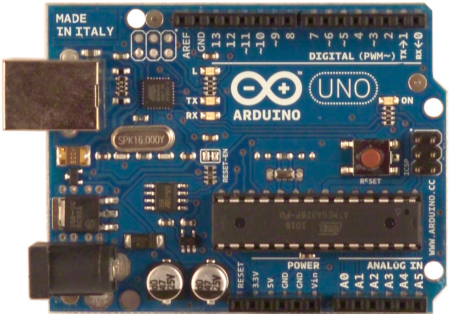 MADE
IN ITALY
AREF
GND
13
12
~11
~10
~9
8
7
~6
~5
4
~3
2
TX→1
RX←0
DIGITAL (PWM~)
L
TX
RX
ARDUINO
UNO
ON
SPK16.000Y
RESET-EN
RESET
ICSP
ATMEGA328P-PU
WWW.ARDUINO.CC
POWER
ANALOG IN
RESET
3.3V
5V
GND
GND
Vin
A0
A1
A2
A3
A4
A5